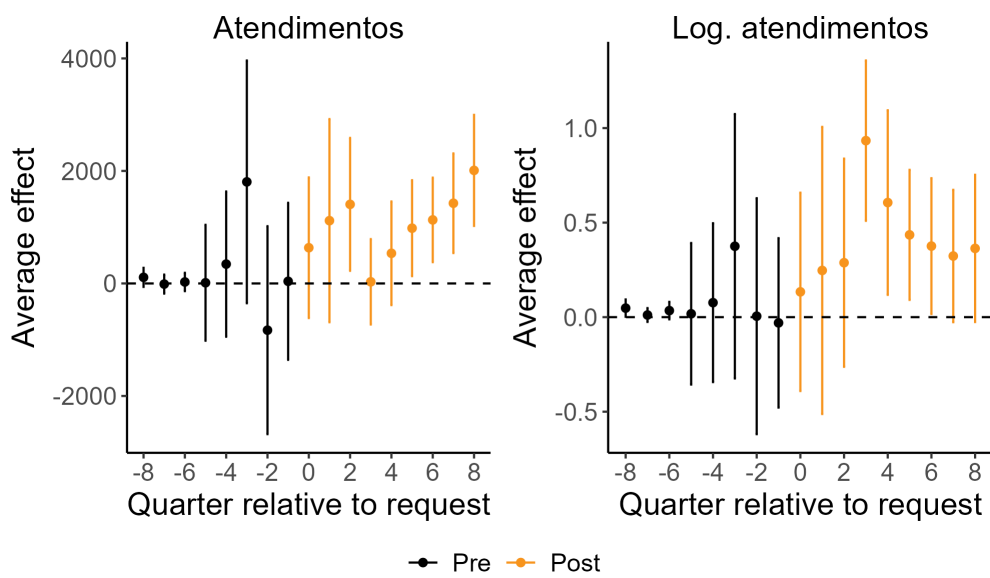 Atendimentos
Average effect
4000
2000
0
-2000
-8 -6 -4 -2 0 2 4 6 8
Quarter relative to request
Log. atendimentos
Average effect
1.0
0.5
0.0
-0.5
-8 -6 -4 -2 0 2 4 6 8
Quarter relative to request
Pre Post